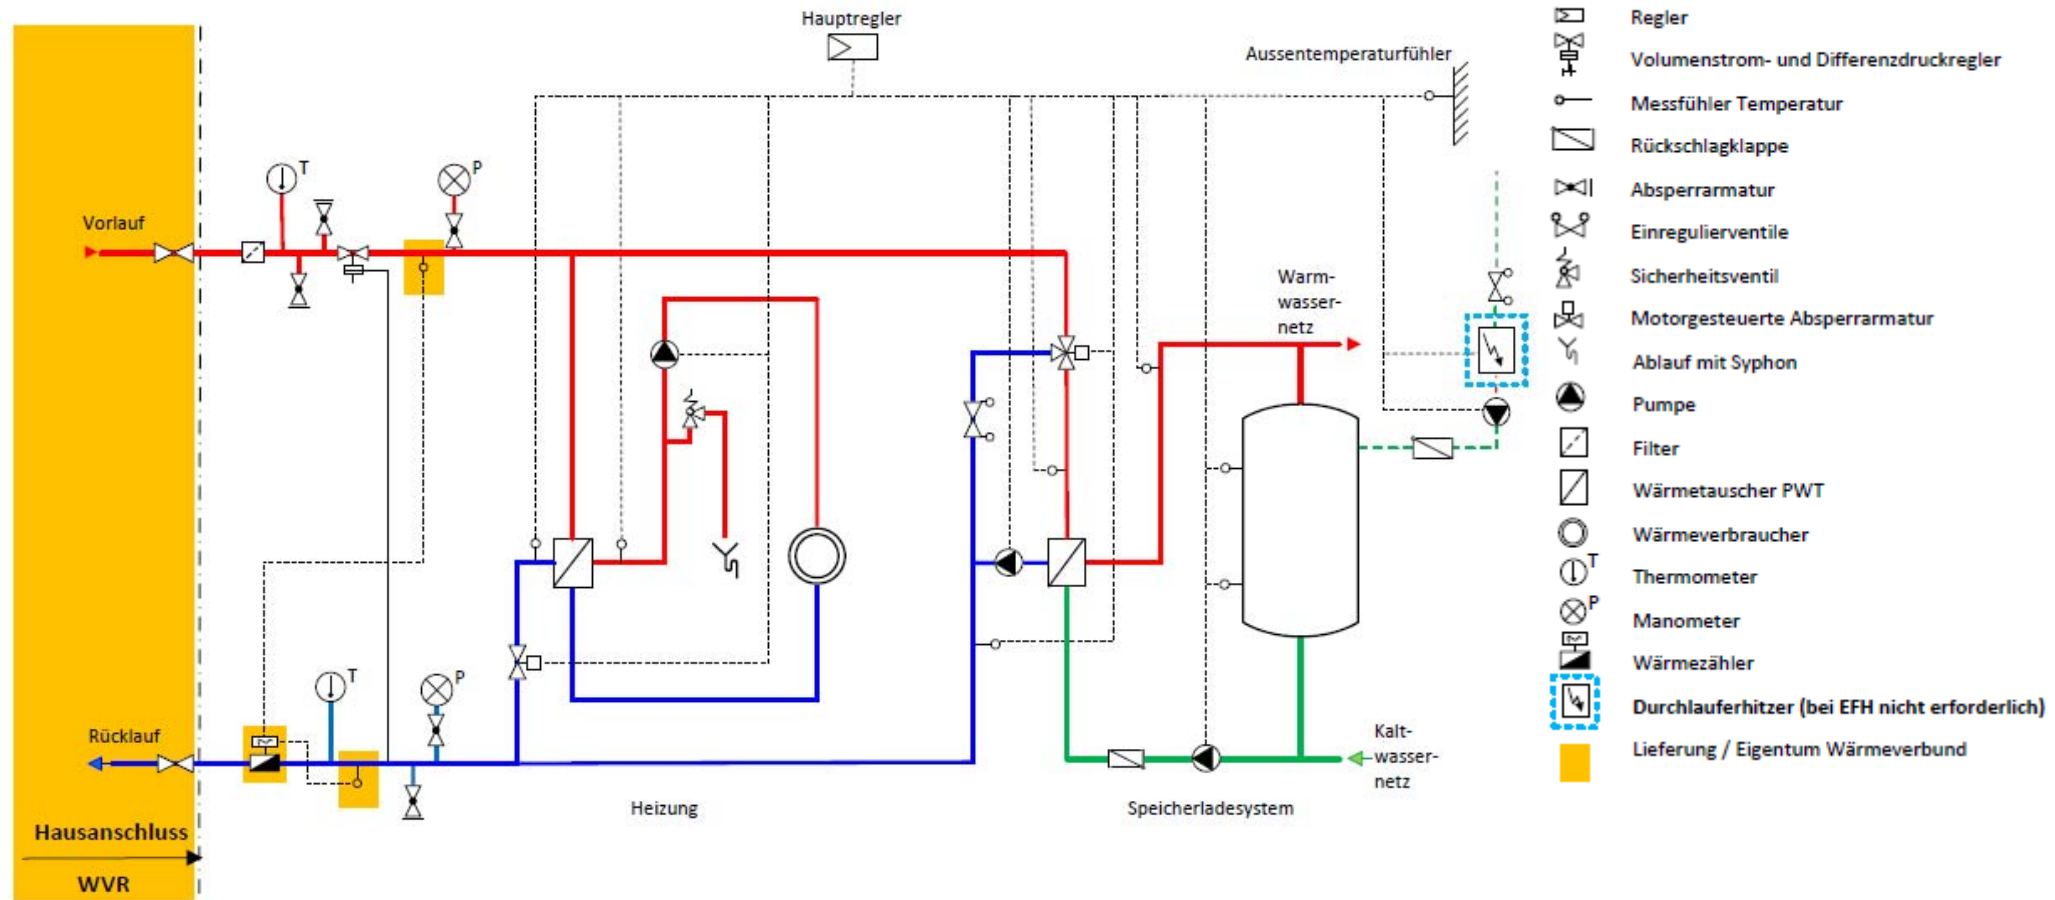 Hauptregler
Aussentemperaturfühler
T
P
Vorlauf
Warm-
wasser-
netz
T
P
Rücklauf
Kalt-
wasser-
netz
Heizung
Speicherladesystem
Hausanschluss
WVR
Regler
Volumenstrom- und Differenzdruckregler
Messfühler Temperatur
Rückschlagklappe
Absperrarmatur
Einregulierventile
Sicherheitsventil
Motorgesteuerte Absperrarmatur
Ablauf mit Syphon
Pumpe
Filter
Wärmetauscher PWT
Wärmeverbraucher
T
Thermometer
P
Manometer
Wärmezähler
Durchlauferhitzer (bei EFH nicht erforderlich)
Lieferung / Eigentum Wärmeverbund